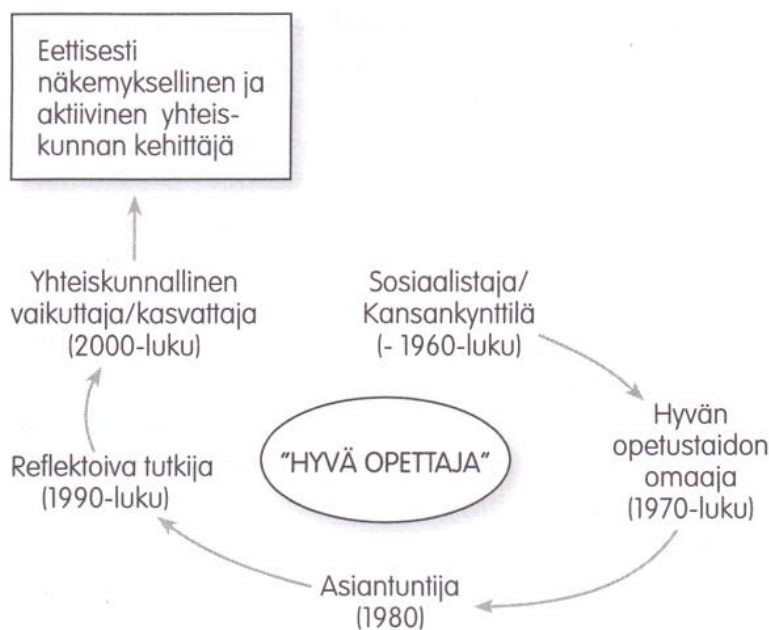 Eettisesti
näkemyksellinen ja
aktiivinen yhteis-
kunnan kehittäjä
Yhteiskunnallinen
vaikuttaja/kasvattaja
(2000-luku)
Sosiaalistaja/
Kansankynttilä
(- 1960-luku)
Reflektoiva tutkija
(1990-luku)
"HYVÄ OPETTAJA"
Hyvän
opetustaidon
omaaja
(1970-luku)
Asiantuntija
(1980)